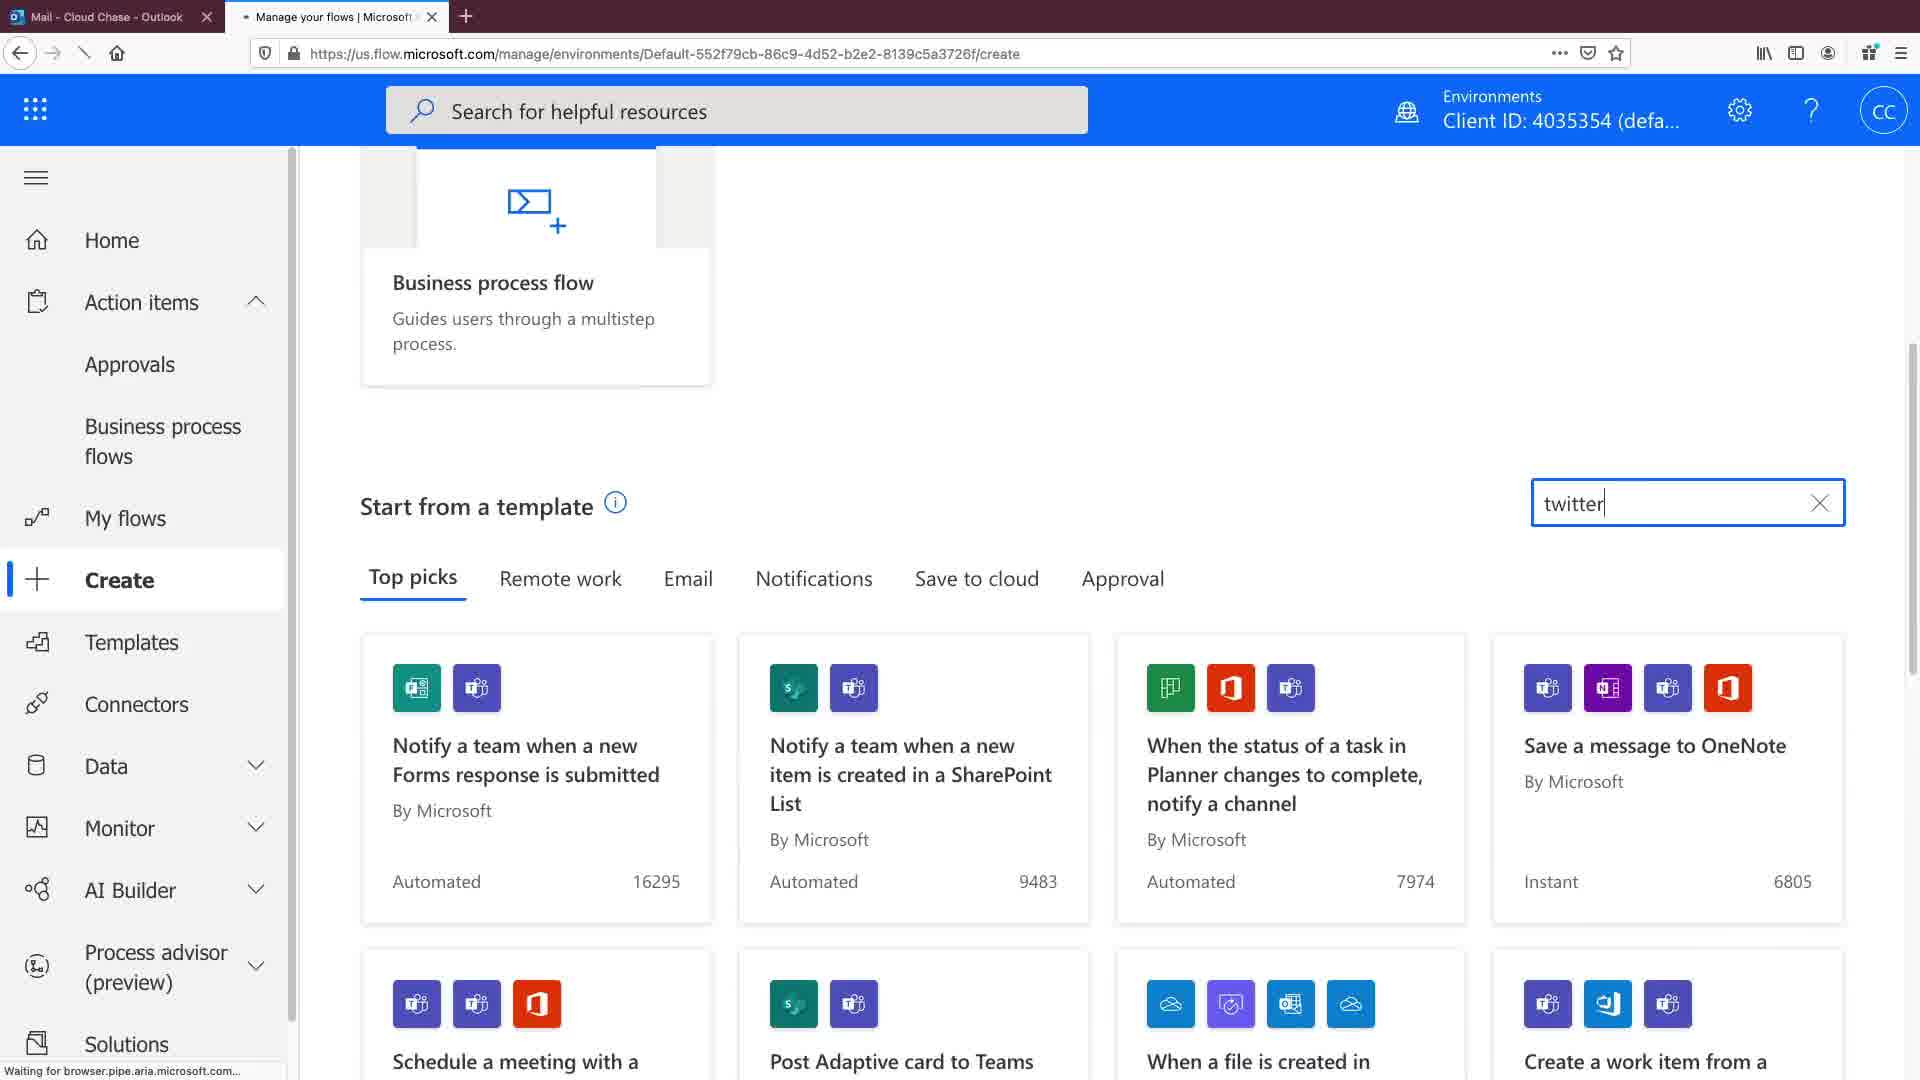 Mail - Cloud Chase - Outlook
Manage your flows | Microsoft
https://us.flow.microsoft.com/manage/environments/Default-552f79cb-86c9-4d52-b2e2-8139c5a3726f/create
Search for helpful resources
Environments
Client ID: 4035354 (defa...
CC
Home
Action items
Approvals
Business process
flows
My flows
Create
Templates
Connectors
Data
Monitor
AI Builder
Process advisor
(preview)
Solutions
Waiting for browser.pipe.aria.microsoft.com...
Business process flow
Guides users through a multistep
process.
Start from a template
twitter
Top picks
Remote work
Email
Notifications
Save to cloud
Approval
Notify a team when a new
Forms response is submitted
By Microsoft
Automated
16295
Notify a team when a new
item is created in a SharePoint
List
By Microsoft
Automated
9483
When the status of a task in
Planner changes to complete,
notify a channel
By Microsoft
Automated
7974
Save a message to OneNote
By Microsoft
Instant
6805
Schedule a meeting with a
Post Adaptive card to Teams
When a file is created in
Create a work item from a